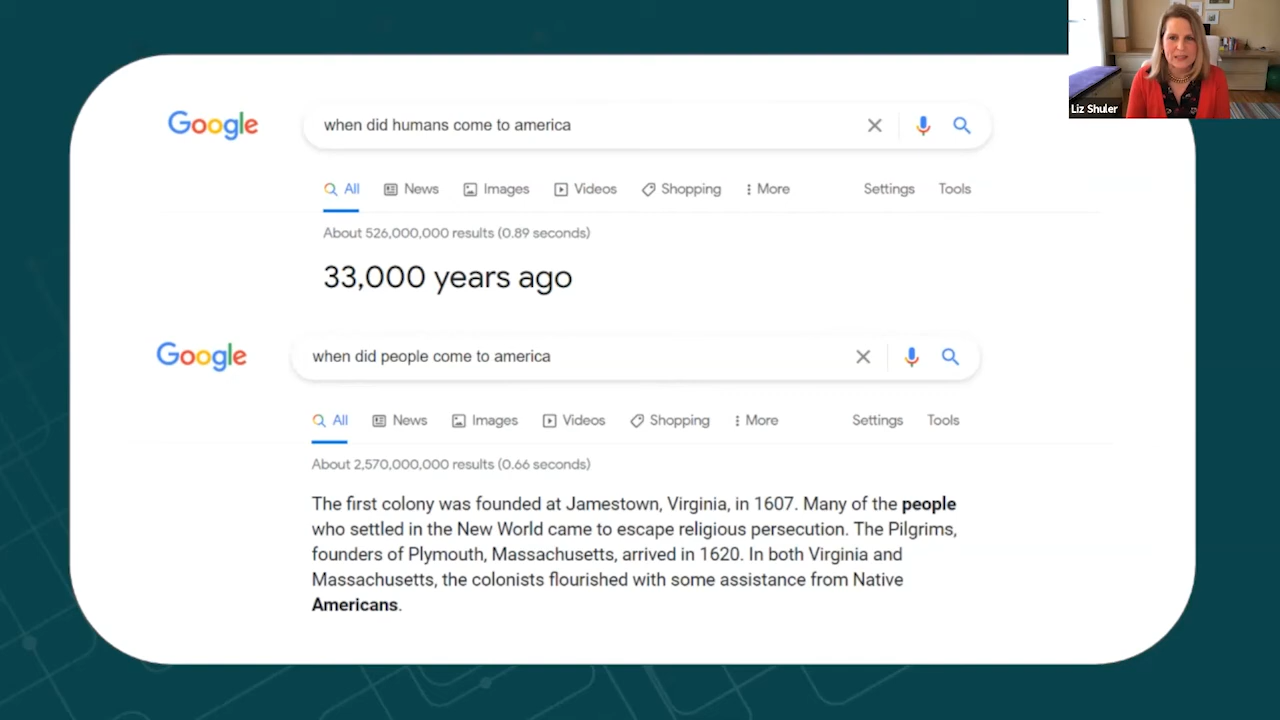 Liz Shuler
Google when did humans come to america
All News Images Videos Shopping More Settings Tools
About 526,000,000 results (0.89 seconds)
33,000 years ago
Google when did people come to america
All News Images Videos Shopping More Settings Tools
About 2,570,000,000 results (0.66 seconds)
The first colony was founded at Jamestown, Virginia, in 1607. Many of the people
who settled in the New World came to escape religious persecution. The Pilgrims,
founders of Plymouth, Massachusetts, arrived in 1620. In both Virginia and
Massachusetts, the colonists flourished with some assistance from Native
Americans.